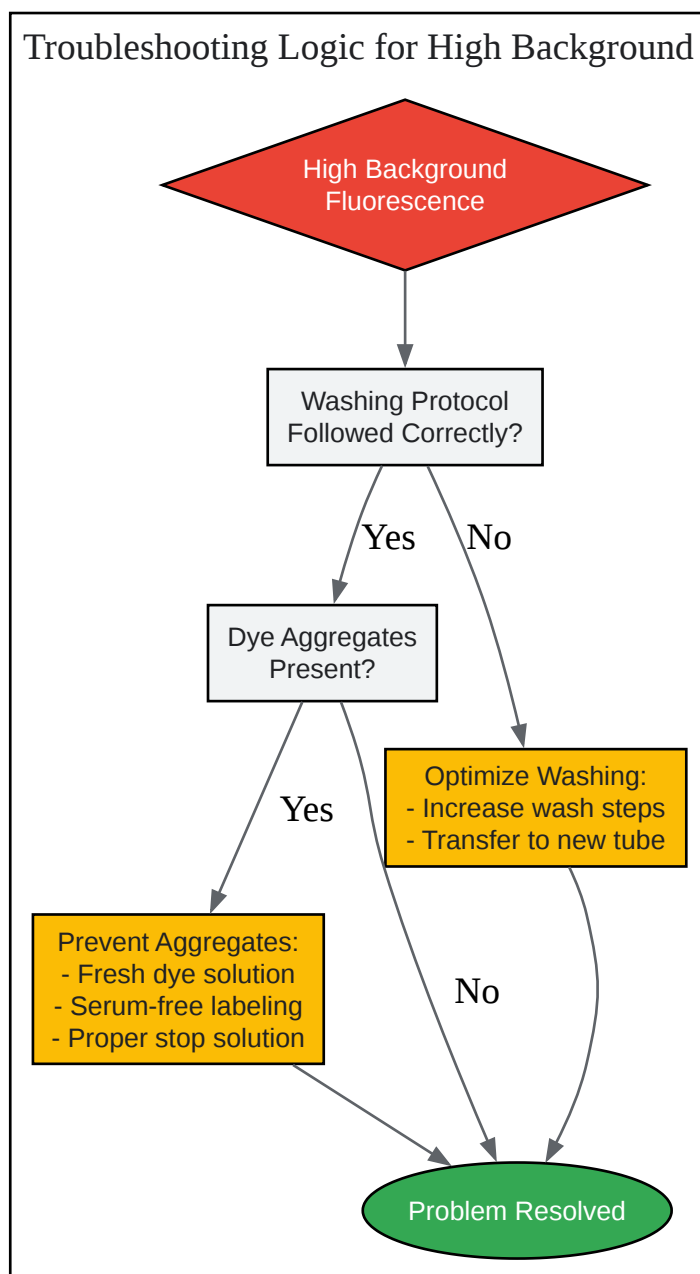 Troubleshooting Logic for High Background
High Background
Fluorescence
Washing Protocol
Followed Correctly?
Yes
No
Dye Aggregates
Present?
Optimize Washing:
- Increase wash steps
- Transfer to new tube
Yes
Prevent Aggregates:
- Fresh dye solution
- Serum-free labeling
- Proper stop solution
No
Problem Resolved